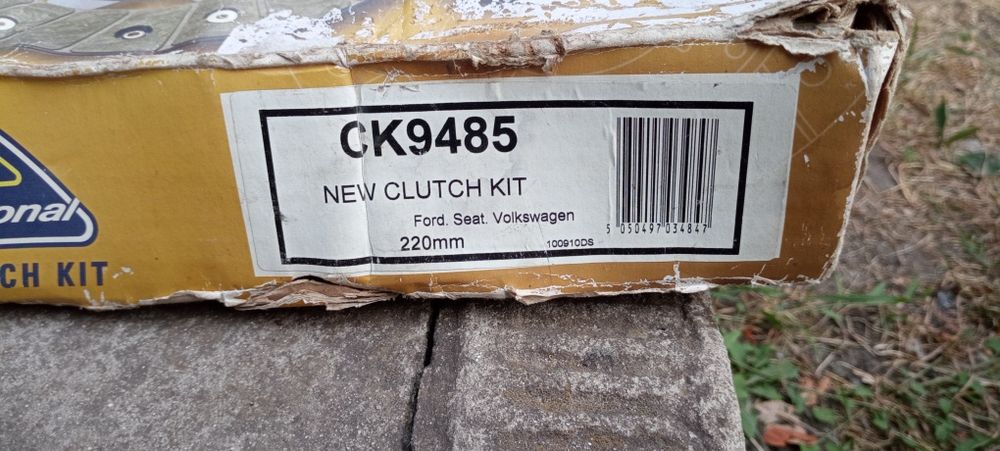 CK9485
NEW CLUTCH KIT
Ford. Seat. Volkswagen
220mm
100910DS
5 050497 034847
onal
CH KIT